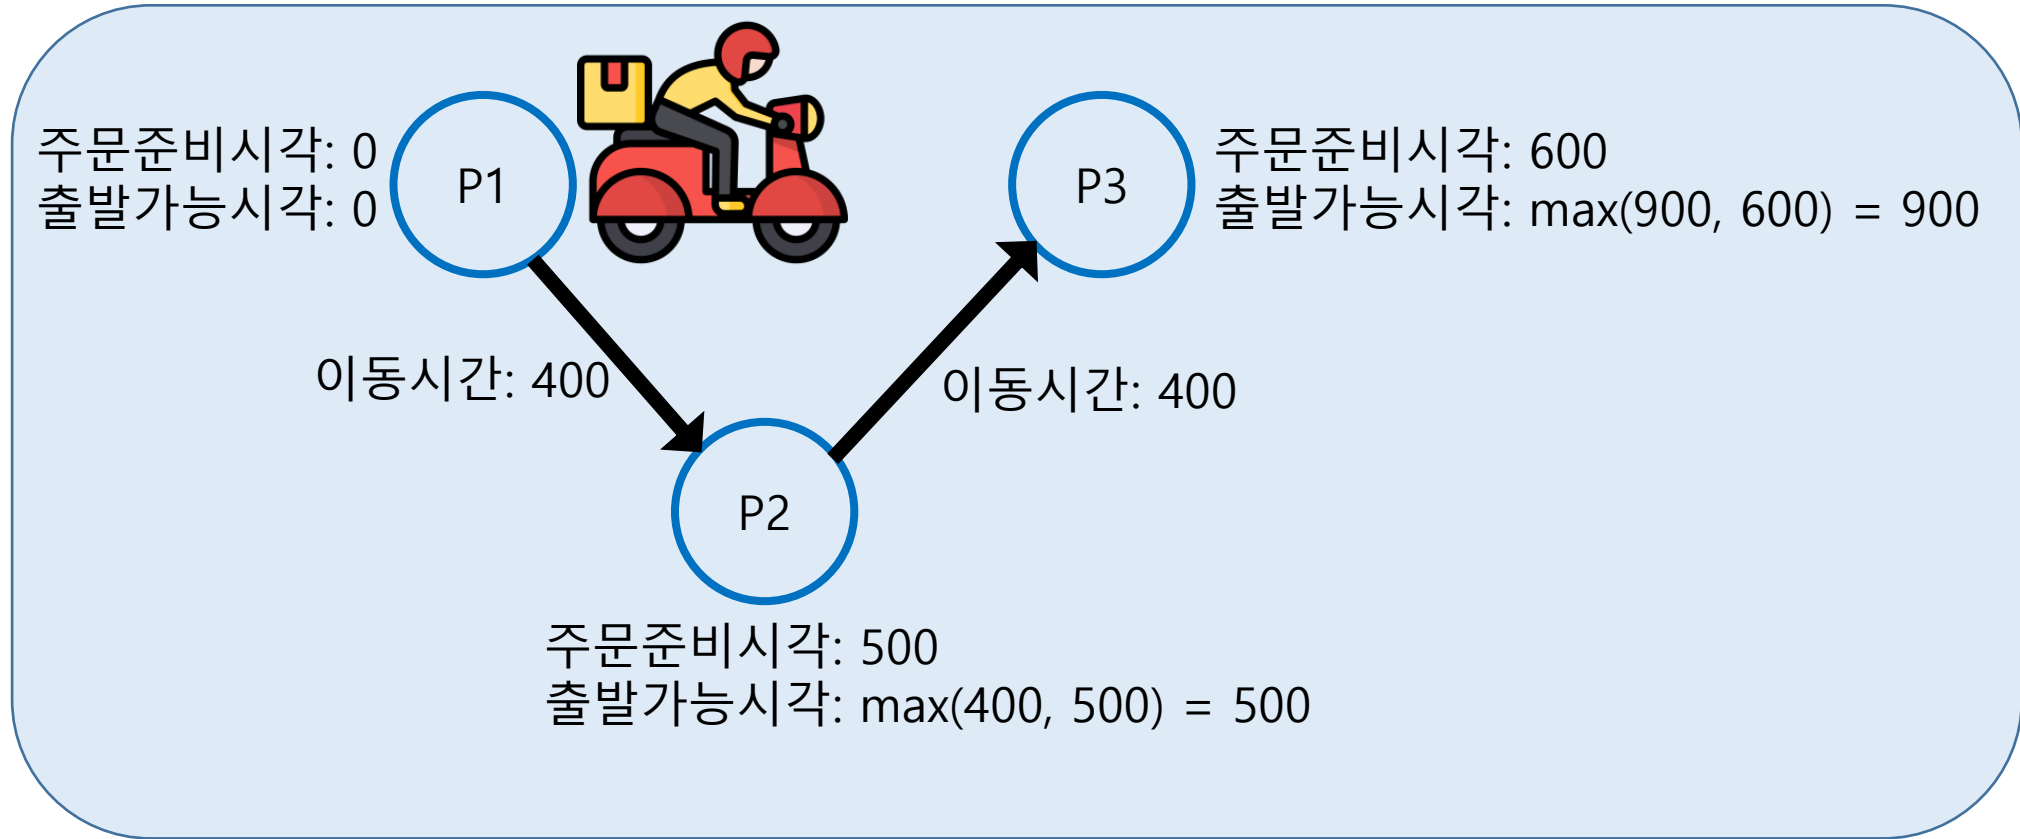 주문준비시각: 0
출발가능시각: 0
P1
P3
주문준비시각: 600
출발가능시각: max(900, 600) = 900
이동시간: 400
이동시간: 400
P2
주문준비시각: 500
출발가능시각: max(400, 500) = 500